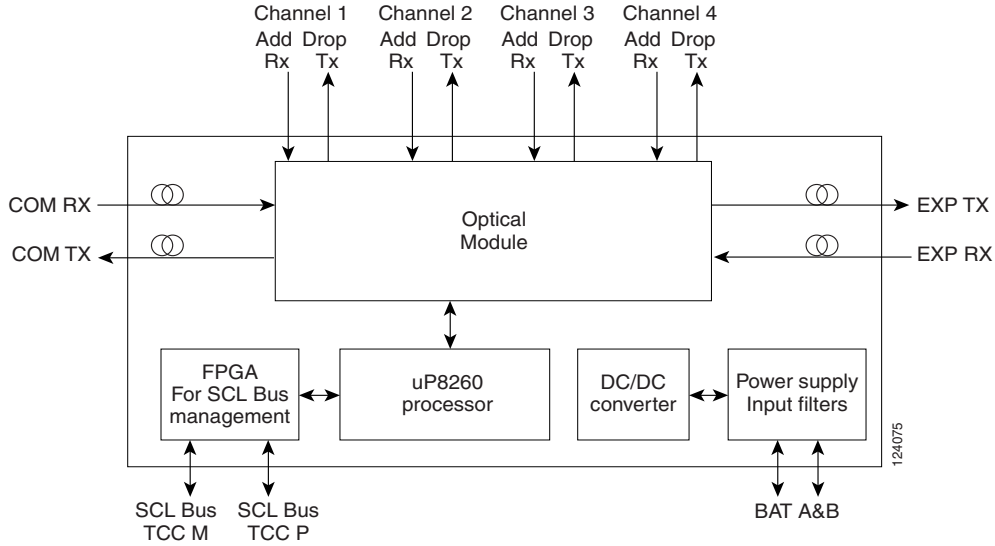 Channel 1 Channel 2 Channel 3 Channel 4
Add Drop Add Drop Add Drop Add Drop
Rx Tx Rx Tx Rx Tx Rx Tx
COM RX
EXP TX
Optical
Module
COM TX
EXP RX
FPGA
For SCL Bus
management
uP8260
processor
DC/DC
converter
Power supply
Input filters
124075
SCL Bus
TCC M
SCL Bus
TCC P
BAT A&B